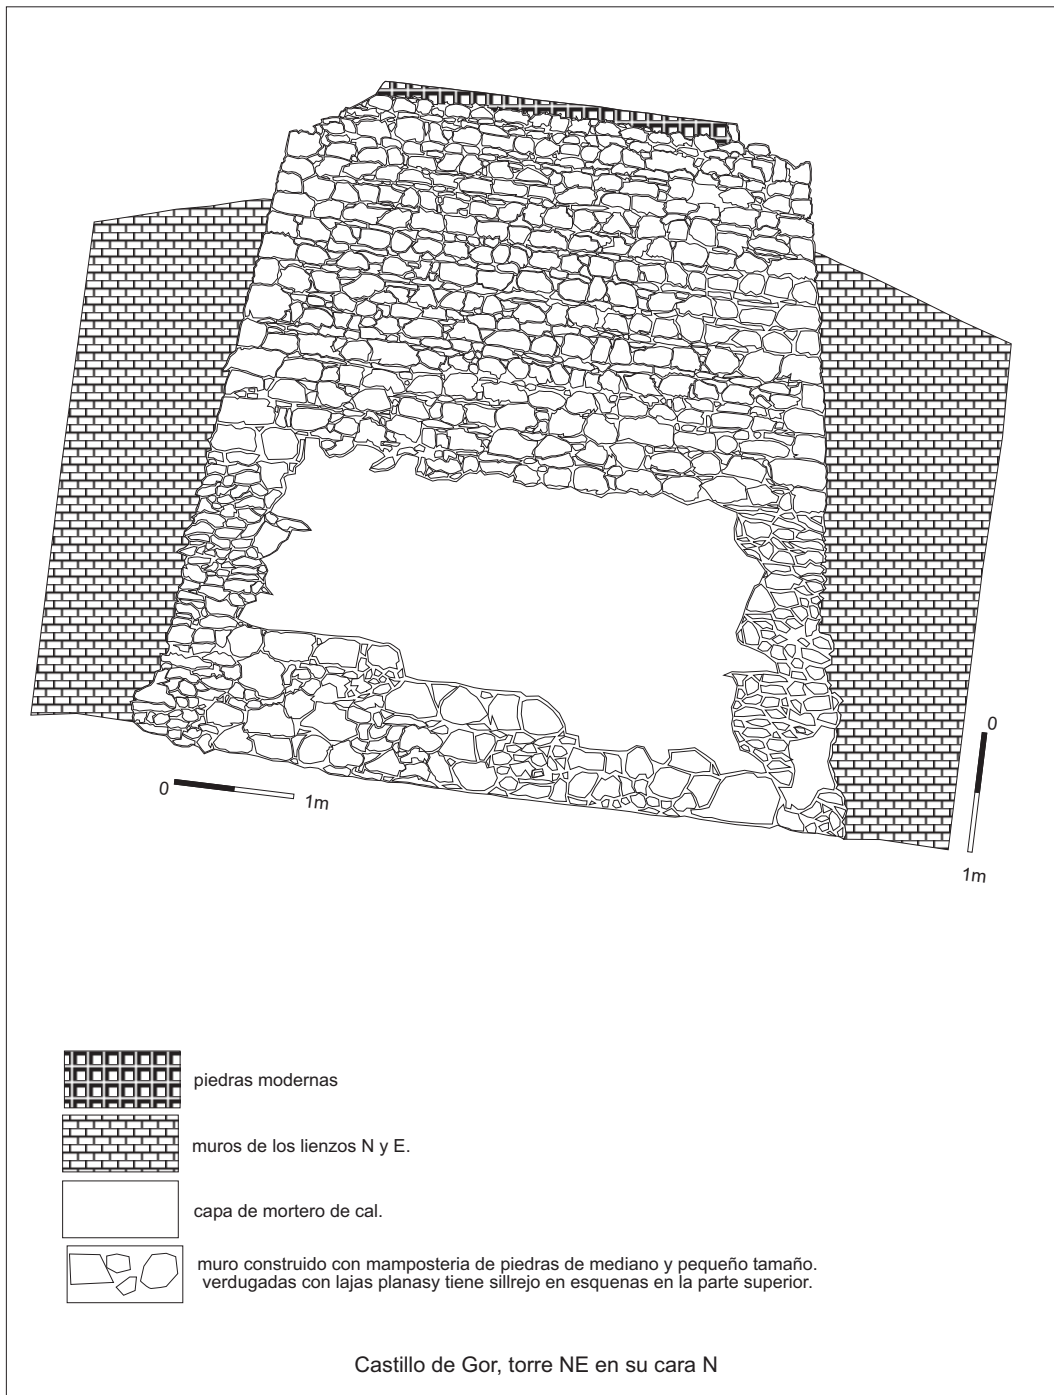 0
1m
0
1m
piedras modernas
muros de los lienzos N y E.
capa de mortero de cal.
muro construido con mamposteria de piedras de mediano y pequeño tamaño.
verdugadas con lajas planasy tiene sillrejo en esquenas en la parte superior.
Castillo de Gor, torre NE en su cara N